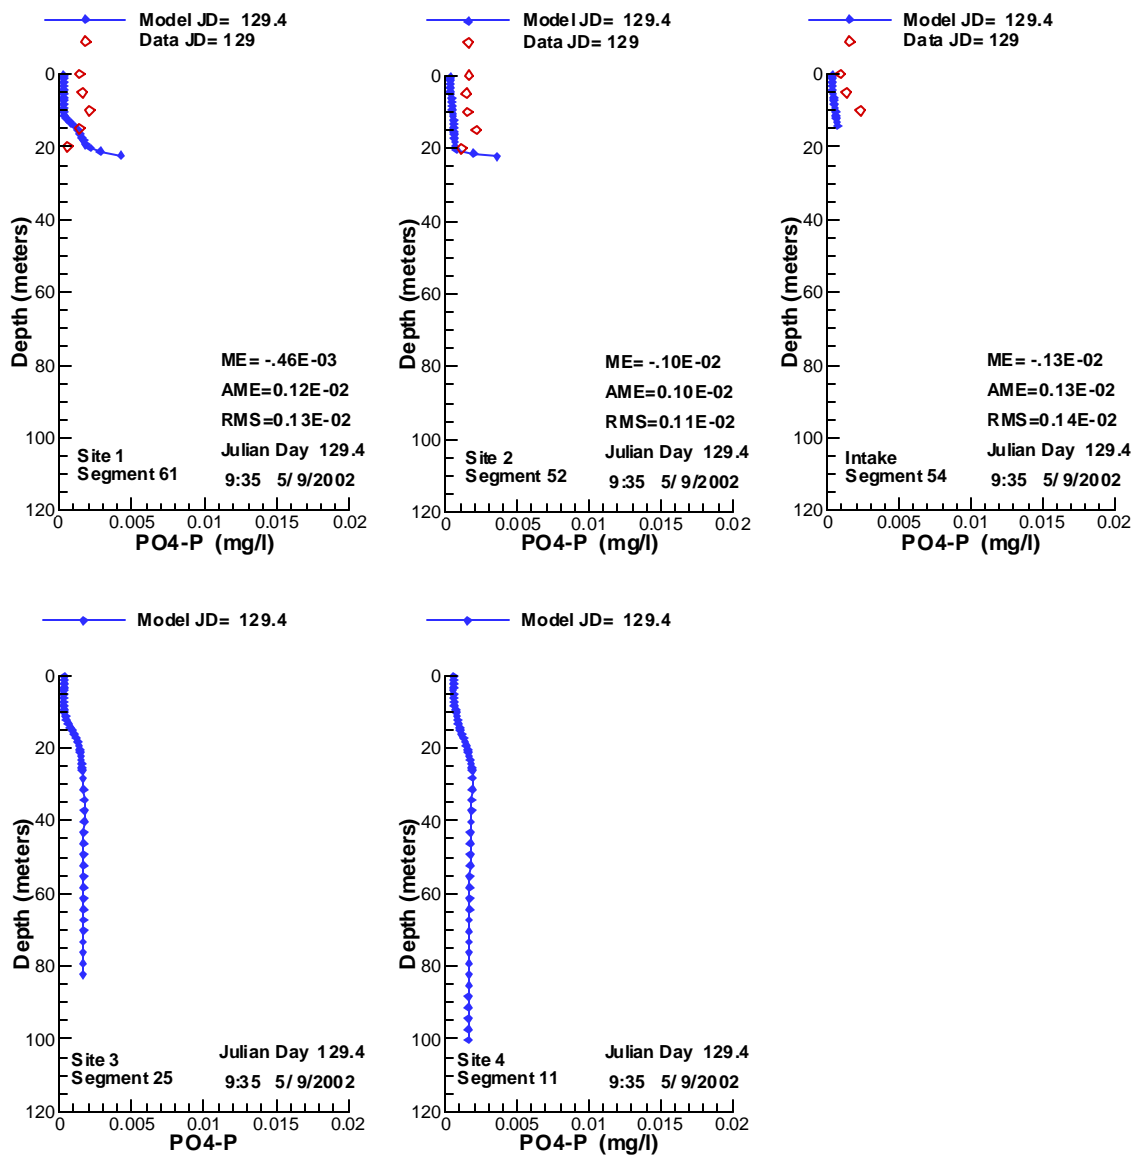 Model JD= 129.4
Data JD= 129
0
20
40
60
80
100
120
Depth (meters)
ME= -.46E-03
AME=0.12E-02
RMS=0.13E-02
Julian Day 129.4
9:35 5/ 9/2002
Site 1
Segment 61
0 0.005 0.01 0.015 0.02
PO4-P (mg/l)
Model JD= 129.4
Data JD= 129
0
20
40
60
80
100
120
Depth (meters)
ME= -.10E-02
AME=0.10E-02
RMS=0.11E-02
Julian Day 129.4
9:35 5/ 9/2002
Site 2
Segment 52
0 0.005 0.01 0.015 0.02
PO4-P (mg/l)
Model JD= 129.4
Data JD= 129
0
20
40
60
80
100
120
Depth (meters)
ME= -.13E-02
AME=0.13E-02
RMS=0.14E-02
Julian Day 129.4
9:35 5/ 9/2002
Intake
Segment 54
0 0.005 0.01 0.015 0.02
PO4-P (mg/l)
Model JD= 129.4
0
20
40
60
80
100
120
Depth (meters)
Julian Day 129.4
9:35 5/ 9/2002
Site 3
Segment 25
0 0.005 0.01 0.015 0.02
PO4-P
Model JD= 129.4
0
20
40
60
80
100
120
Depth (meters)
Julian Day 129.4
9:35 5/ 9/2002
Site 4
Segment 11
0 0.005 0.01 0.015 0.02
PO4-P (mg/l)